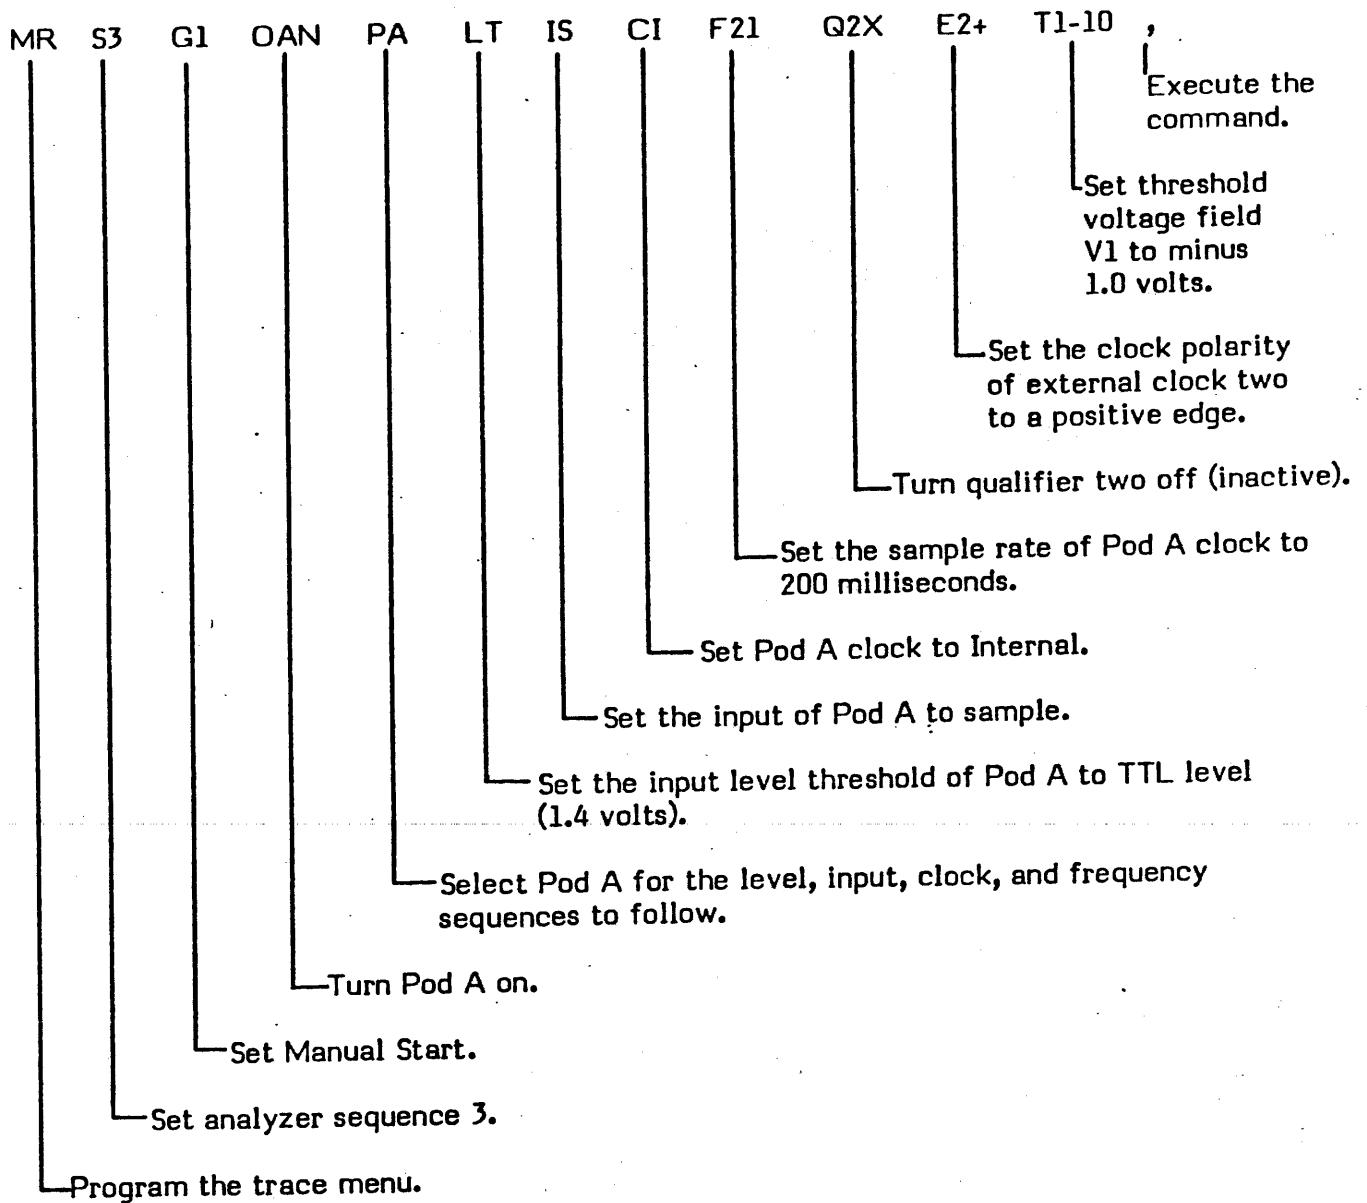 MR S3 G1 OAN PA LT IS CI F21 Q2X E2+ T1-10 ,
Execute the
command.
Set threshold
voltage field
V1 to minus
1.0 volts.
Set the clock polarity
of external clock two
to a positive edge.
Turn qualifier two off (inactive).
Set the sample rate of Pod A clock to
200 milliseconds.
Set Pod A clock to Internal.
Set the input of Pod A to sample.
Set the input level threshold of Pod A to TTL level
(1.4 volts).
Select Pod A for the level, input, clock, and frequency
sequences to follow.
Turn Pod A on.
Set Manual Start.
Set analyzer sequence 3.
Program the trace menu.